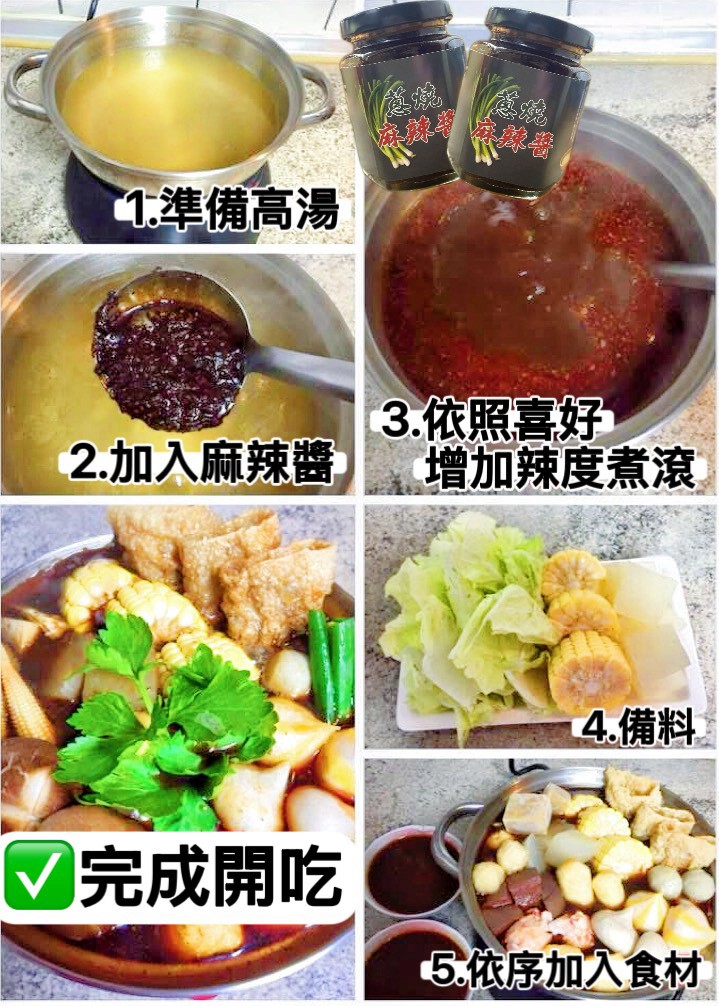 1.準備高湯
蔥燒
麻辣醬
蔥燒
麻辣醬
2.加入麻辣醬
3.依照喜好
增加辣度煮滾
4.備料
5.依序加入食材
✅完成開吃